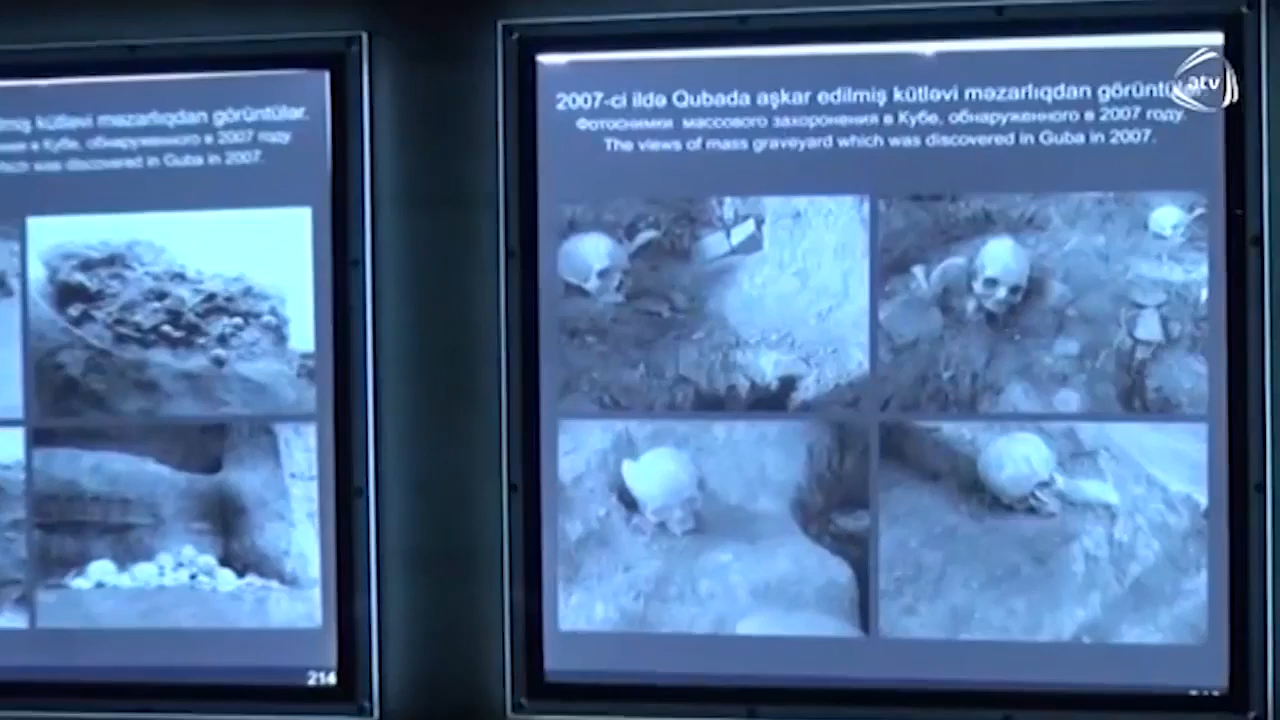 məzarlıqdan görüntülər.
в Кубе, обнаруженного в 2007 году.
was discovered in Guba in 2007.
214
2007-ci ildə Qubada aşkar edilmiş kütləvi məzarlıqdan
Фотоснимки массового захоронения в Кубе, обнаруженного в 2007 году.
The views of mass graveyard which was discovered in Guba in 2007.
atv